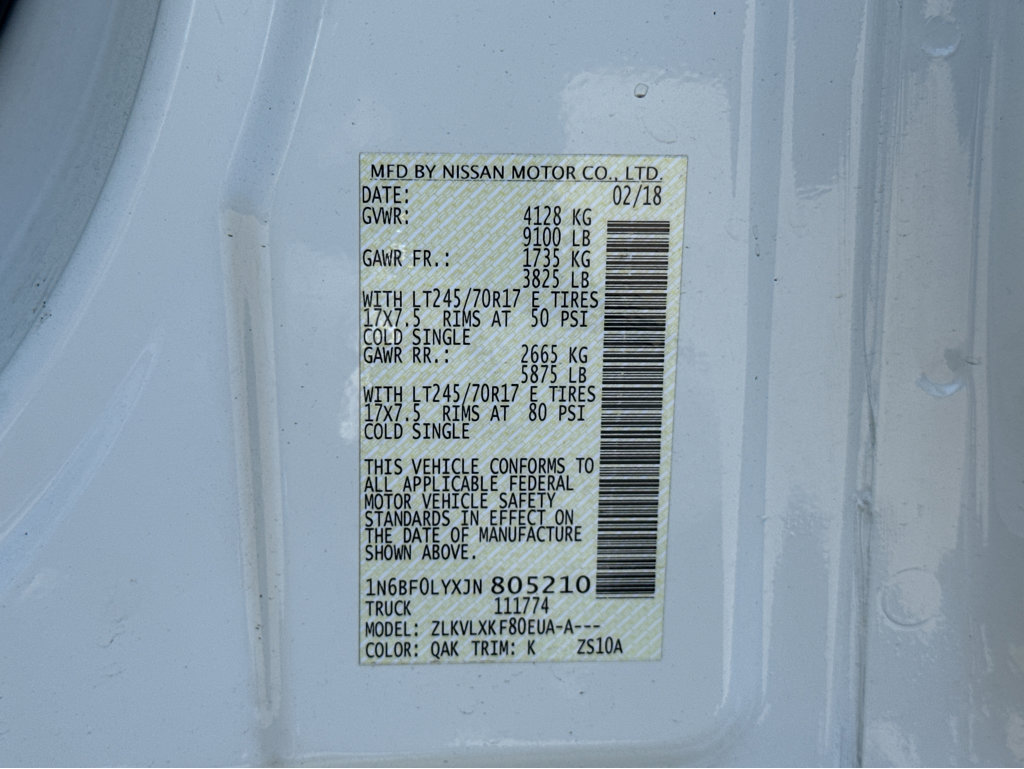 MFD BY NISSAN MOTOR CO., LTD.
DATE: 02/18
GVWR: 4128 KG
9100 LB
GAWR FR.: 1735 KG
3825 LB
WITH LT245/70R17 E TIRES
17X7.5 RIMS AT 50 PSI
COLD SINGLE
GAWR RR.: 2665 KG
5875 LB
WITH LT245/70R17 E TIRES
17X7.5 RIMS AT 80 PSI
COLD SINGLE
THIS VEHICLE CONFORMS TO
ALL APPLICABLE FEDERAL
MOTOR VEHICLE SAFETY
STANDARDS IN EFFECT ON
THE DATE OF MANUFACTURE
SHOWN ABOVE.
1N6BF0LYXJN 805210
TRUCK 111774
MODEL: ZLKVLXKF80EUA-A---
COLOR: QAK TRIM: K ZS10A